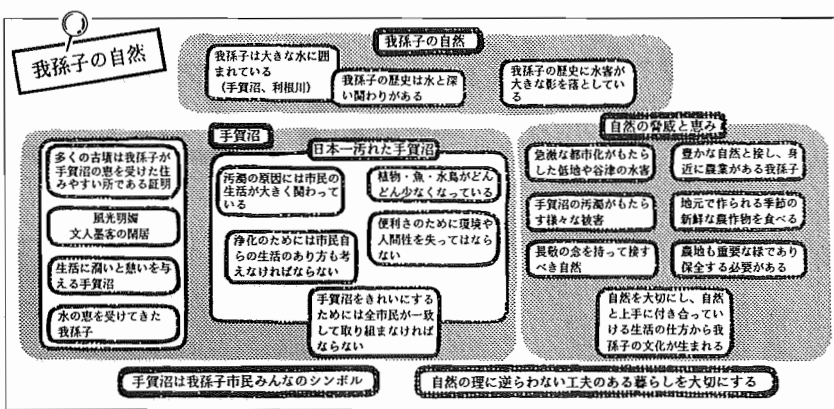 我孫子の自然
我孫子の自然
我孫子は大きな水に囲
まれている
(手賀沼、利根川)
我孫子の歴史は水と深
い関わりがある
我孫子の歴史に水害が
大きな影を落としてい
る
手賀沼
多くの古墳は我孫子が
手賀沼の恵を受けた住
みやすい所である証明
風光明媚
文人墨客の閑居
生活に潤いと憩いを与
える手賀沼
水の恵を受けてきた
我孫子
日本一汚れた手賀沼
汚濁の原因には市民の
生活が大きく関わって
いる
植物・魚・水鳥がどん
どん少なくなっている
浄化のためには市民自
らの生活のあり方も考
えなければならない
便利さのために環境や
人間性を失ってはなら
ない
手賀沼をきれいにする
ためには全市民が一致
して取り組まなければ
ならない
自然の脅威と恵み
急激な都市化がもたら
した低地や谷津の水害
豊かな自然と接し、身
近に農業がある我孫子
手賀沼の汚濁がもたら
す様々な被害
地元で作られる季節の
新鮮な農作物を食べる
長敬の念を持って接す
べき自然
農地も重要な緑であり
保全する必要がある
自然を大切にし、自然
と上手に付き合ってい
ける生活の仕方から我
孫子の文化が生まれる
手賀沼は我孫子市民みんなのシンボル
自然の理に逆らわない工夫のある暮らしを大切にする